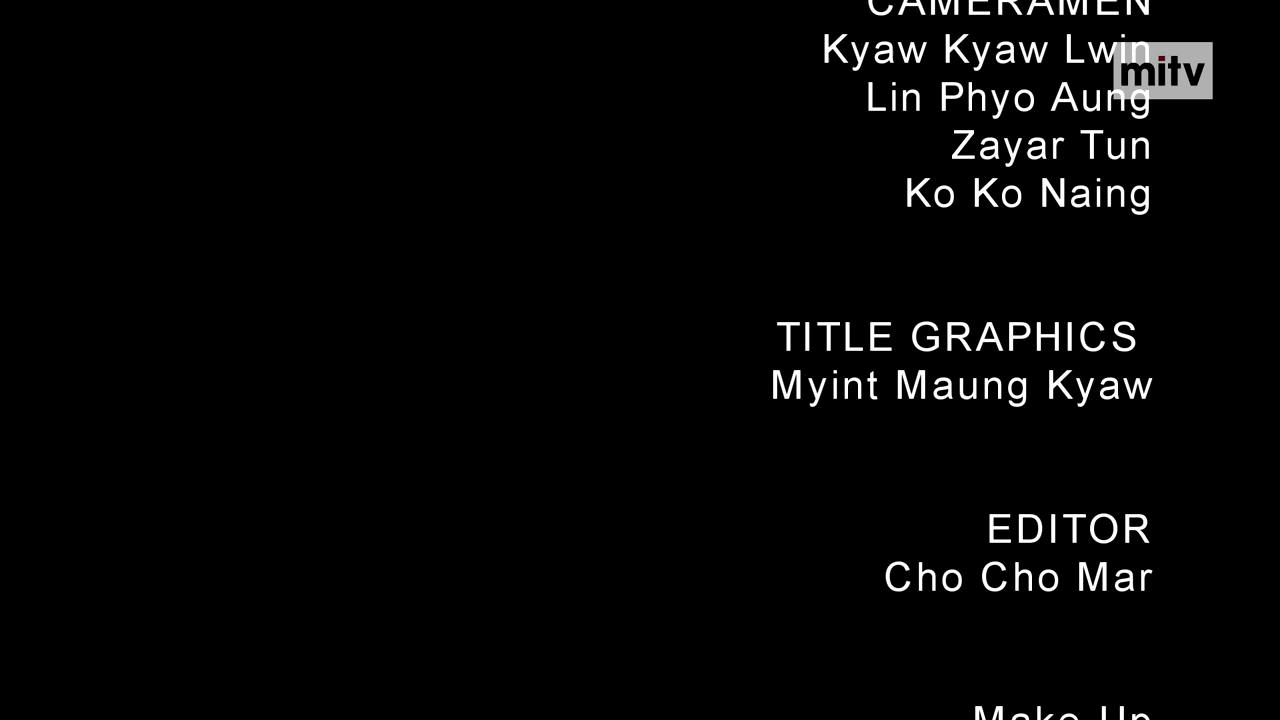 CAMERAMEN
Kyaw Kyaw Lwin
mitv
Lin Phyo Aung
Zayar Tun
Ko Ko Naing
TITLE GRAPHICS
Myint Maung Kyaw
EDITOR
Cho Cho Mar
Make Up